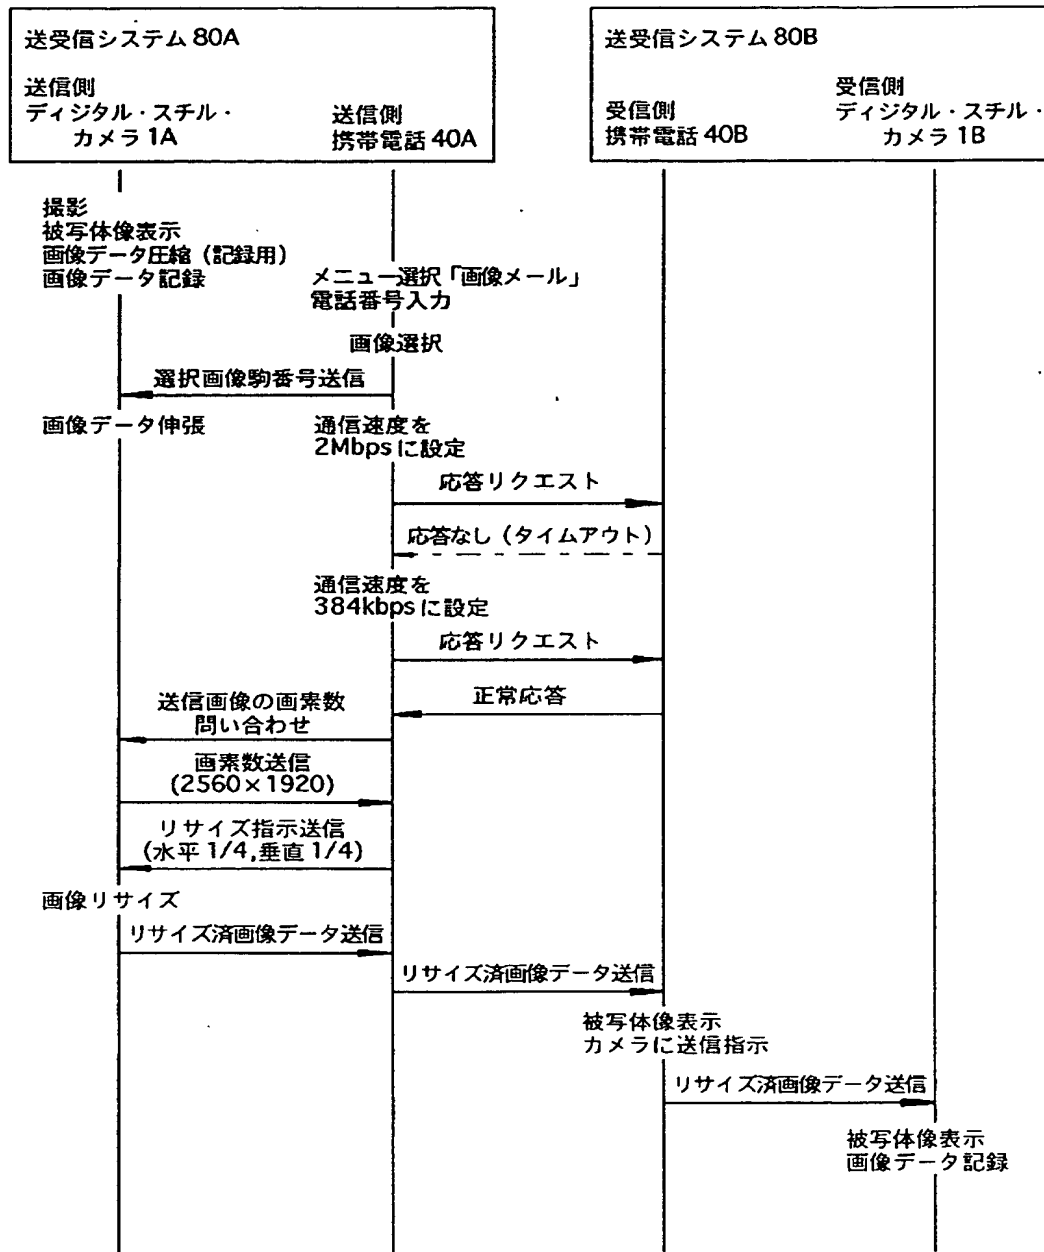 送受信システム 80A
送信側
ディジタル・スチル・
カメラ 1A
送信側
携帯電話 40A
送受信システム 80B
受信側
携帯電話 40B
受信側
ディジタル・スチル・
カメラ 1B
撮影
被写体像表示
画像データ圧縮（記録用）
画像データ記録
メニュー選択「画像メール」
電話番号入力
画像選択
選択画像駒番号送信
画像データ伸張
通信速度を
2Mbpsに設定
応答リクエスト
応答なし（タイムアウト）
通信速度を
384kbpsに設定
応答リクエスト
正常応答
送信画像の画素数
問い合わせ
画素数送信
(2560×1920)
リサイズ指示送信
(水平 1/4,垂直 1/4)
画像リサイズ
リサイズ済画像データ送信
リサイズ済画像データ送信
被写体像表示
カメラに送信指示
リサイズ済画像データ送信
被写体像表示
画像データ記録